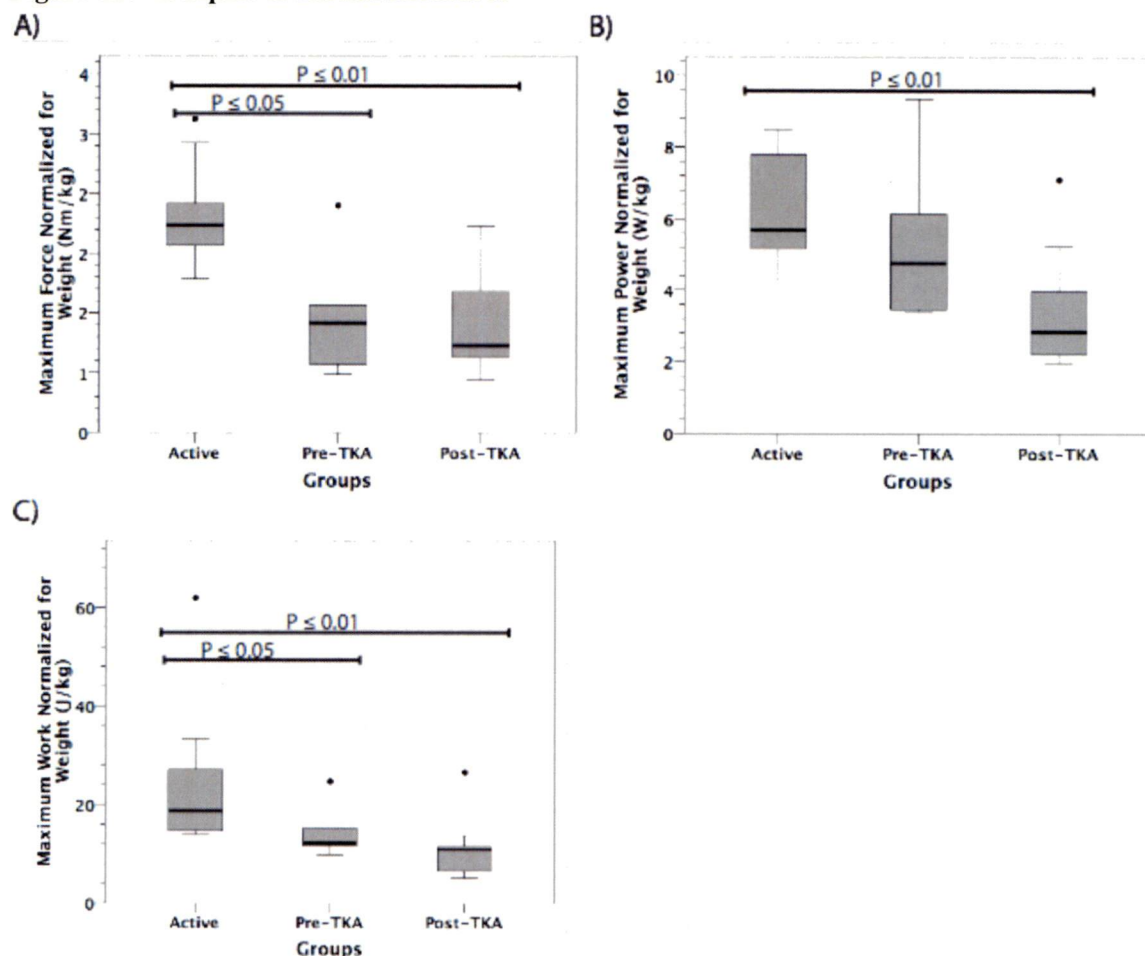 A)
Maximum Force Normalized for
Weight (Nm/kg)
4
3
2
2
2
1
0
P ≤ 0.01
P ≤ 0.05
Active Pre-TKA Post-TKA
Groups
B)
Maximum Power Normalized for
Weight (W/kg)
10
8
6
4
2
0
P ≤ 0.01
Active Pre-TKA Post-TKA
Groups
C)
Maximum Work Normalized for
Weight (J/kg)
60
40
20
0
P ≤ 0.01
P ≤ 0.05
Active Pre-TKA Post-TKA
Groups